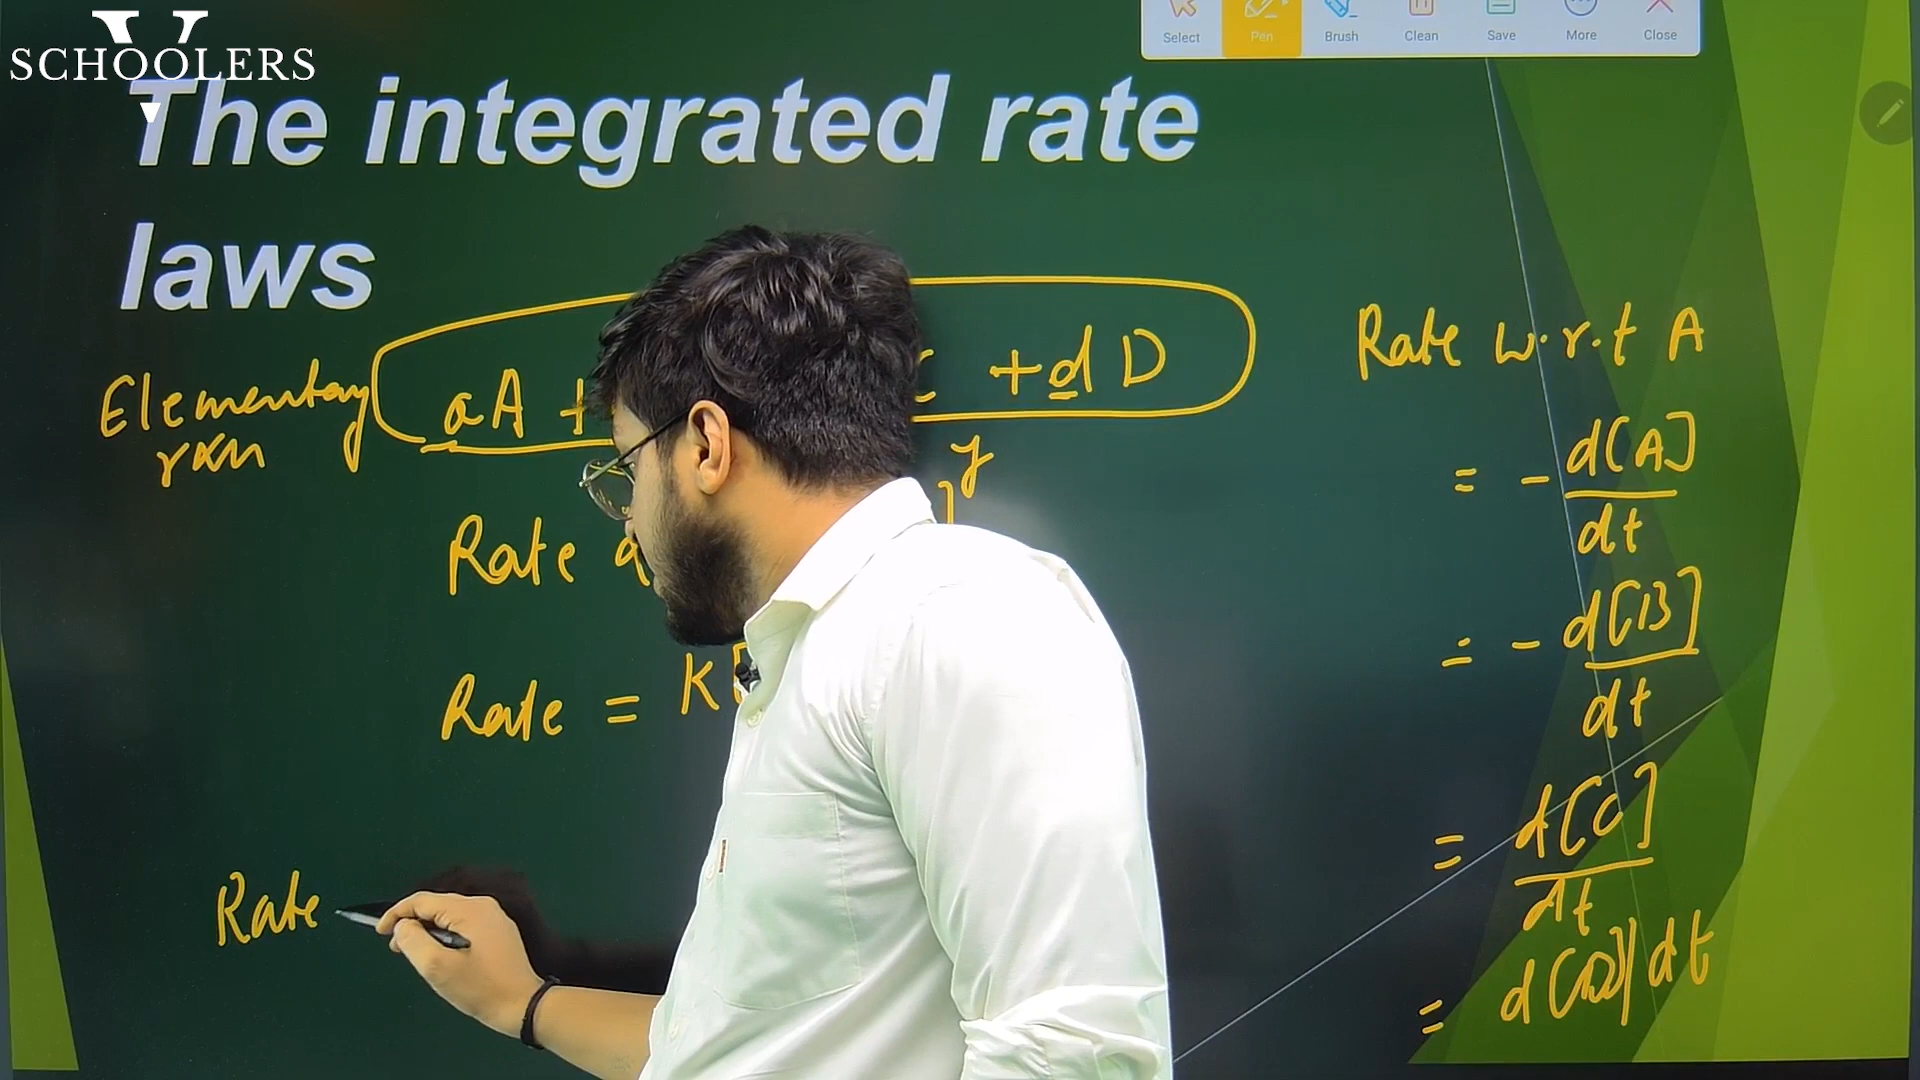 V
SCHOOLERS
Select Pen Brush Clean Save More Close
The integrated rate
laws
Elementary
rxn
aA + c + dD
Rate ]y
Rate = K[
Rate
Rate w.r.t A
= - d[A]
dt
= - d[B]
dt
= d[C]
dt
= d[D]/dt